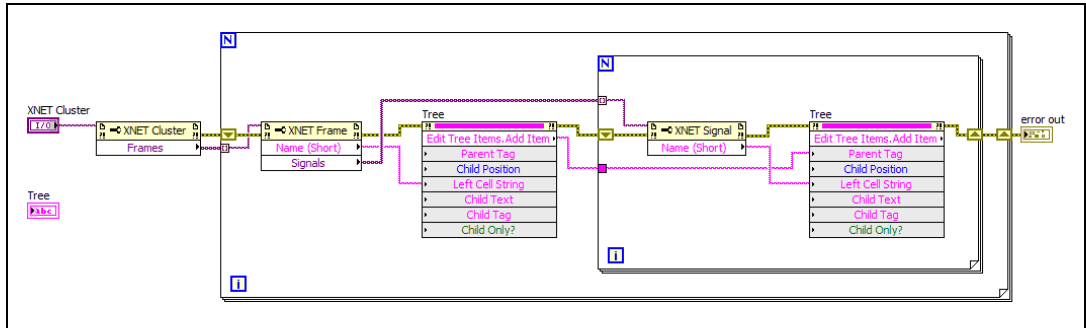 N
N
XNET Cluster
I/O
XNET Cluster
Frames
XNET Frame
Name (Short)
Signals
Tree
Edit Tree Items.Add Item
Parent Tag
Child Position
Left Cell String
Child Text
Child Tag
Child Only?
XNET Signal
Name (Short)
Tree
Edit Tree Items.Add Item
Parent Tag
Child Position
Left Cell String
Child Text
Child Tag
Child Only?
error out
Tree
abc
i
i